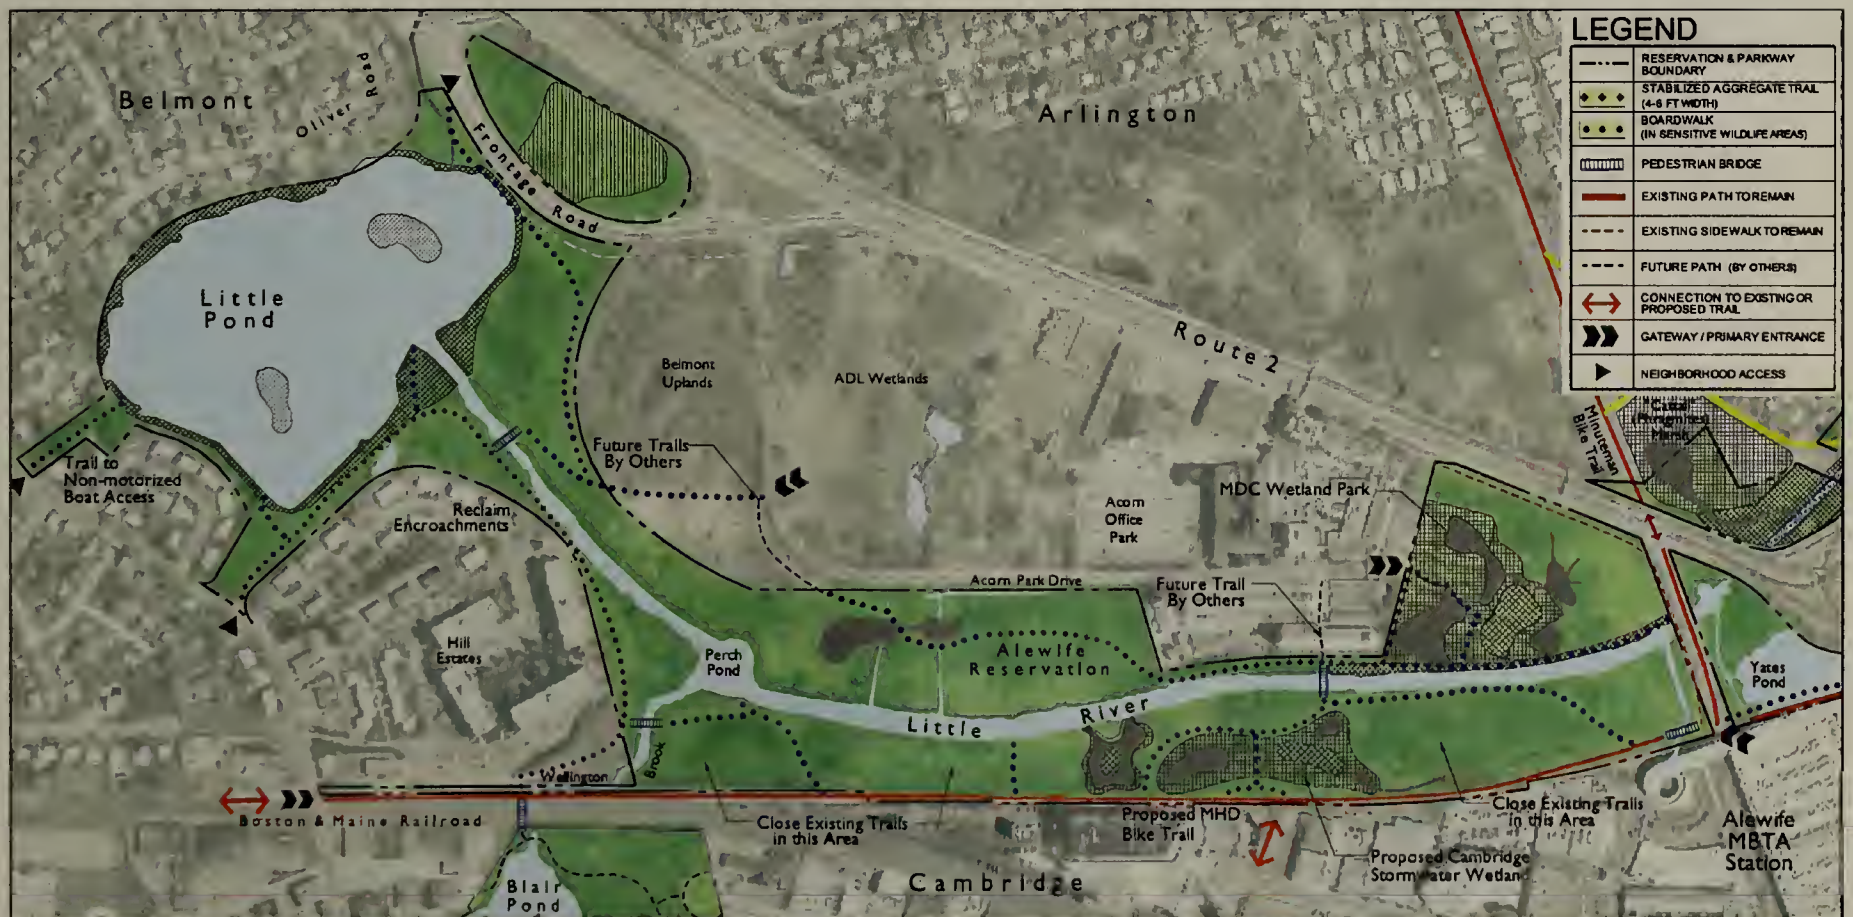 LEGEND
RESERVATION & PARKWAY
BOUNDARY
STABILIZED AGGREGATE TRAIL
(4-6 FT WIDTH)
BOARDWALK
(IN SENSITIVE WILDLIFE AREAS)
PEDESTRIAN BRIDGE
EXISTING PATH TO REMAIN
EXISTING SIDEWALK TO REMAIN
FUTURE PATH (BY OTHERS)
CONNECTION TO EXISTING OR
PROPOSED TRAIL
GATEWAY / PRIMARY ENTRANCE
NEIGHBORHOOD ACCESS
Belmont
Oliver Road
Frontage Road
Arlington
Little
Pond
Route 2
Belmont
Uplands
ADL Wetlands
Minuteman
Bike Trail
"Cattail"
(Phragmites)
Marsh
Future Trails
By Others
Trail to
Non-motorized
Boat Access
Reclaim
Encroachments
Acorn
Office
Park
MDC Wetland Park
Acorn Park Drive
Future Trail
By Others
Hill
Estates
Perch
Pond
Alewife
Reservation
Yates
Pond
Little River
Wellington Brook
Boston & Maine Railroad
Close Existing Trails
in this Area
Proposed MHD
Bike Trail
Close Existing Trails
in this Area
Proposed Cambridge
Stormwater Wetland
Alewife
MBTA
Station
Blair
Pond
Cambridge